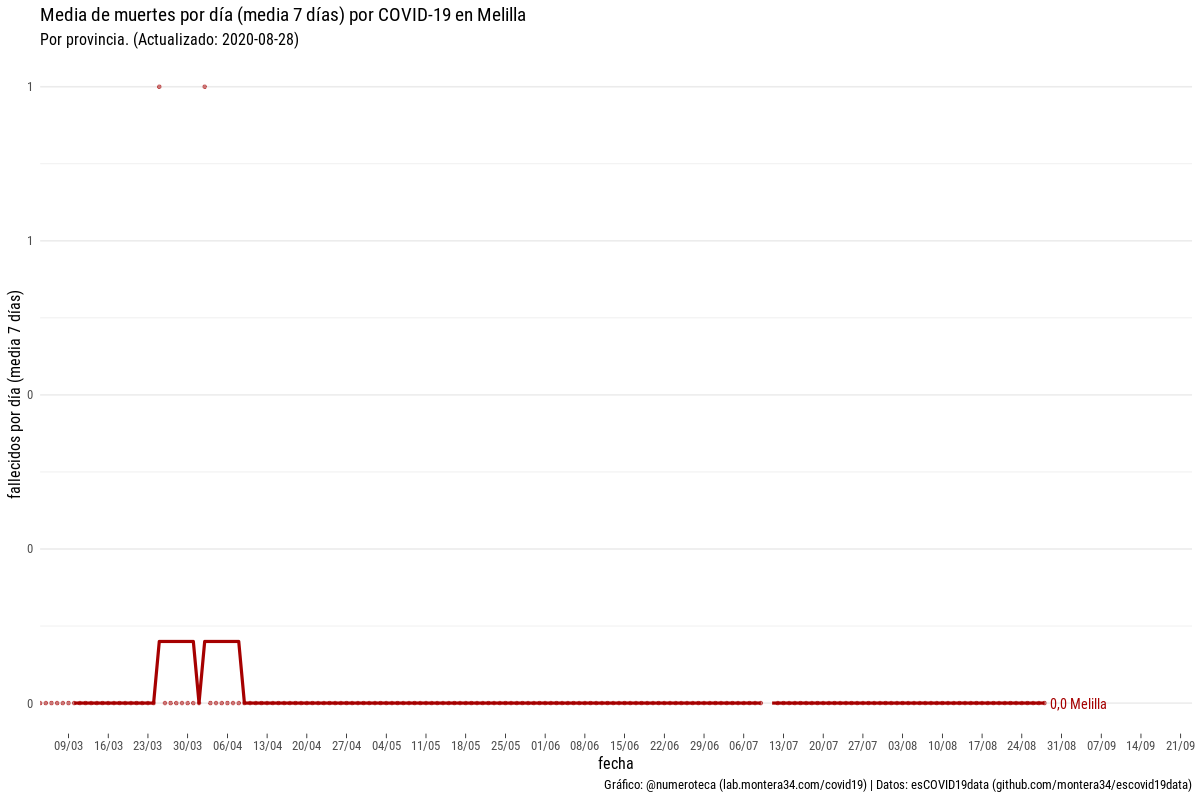 Media de muertes por día (media 7 días) por COVID-19 en Melilla
Por provincia. (Actualizado: 2020-08-28)
1
1
0
0
0
fallecidos por día (media 7 días)
0,0 Melilla
09/03 16/03 23/03 30/03 06/04 13/04 20/04 27/04 04/05 11/05 18/05 25/05 01/06 08/06 15/06 22/06 29/06 06/07 13/07 20/07 27/07 03/08 10/08 17/08 24/08 31/08 07/09 14/09 21/09
fecha
Gráfico: @numeroteca (lab.montera34.com/covid19) | Datos: esCOVID19data (github.com/montera34/escovid19data)